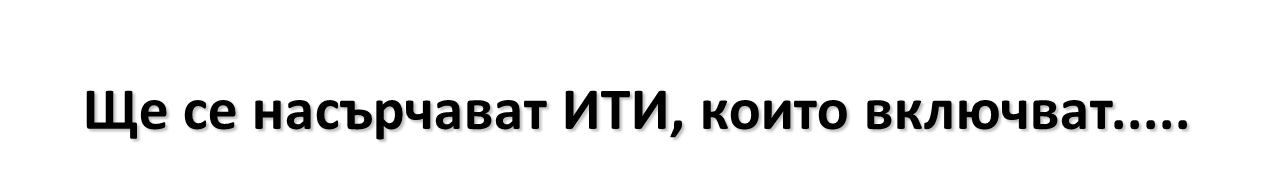 Ще се насърчават ИТИ, които включват.....